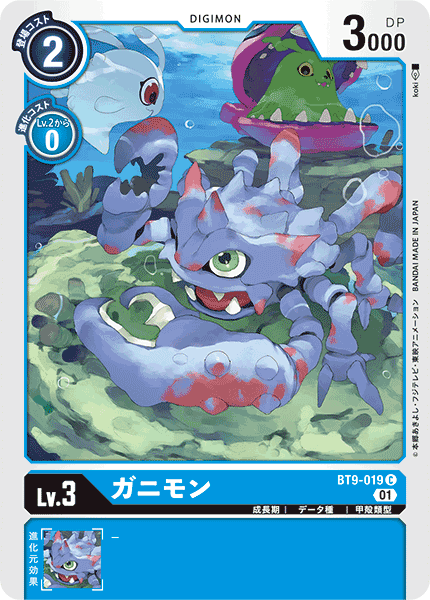 登場コスト
2
DIGIMON
3000
DP
進化コスト
Lv.2から
0
koki
© 本郷あきよし・フジテレビ・東映アニメーション BANDAI MADE IN JAPAN
Lv.3
ガニモン
BT9-019 C
01
成長期 | データ種 | 甲殻類型
進化元効果
–